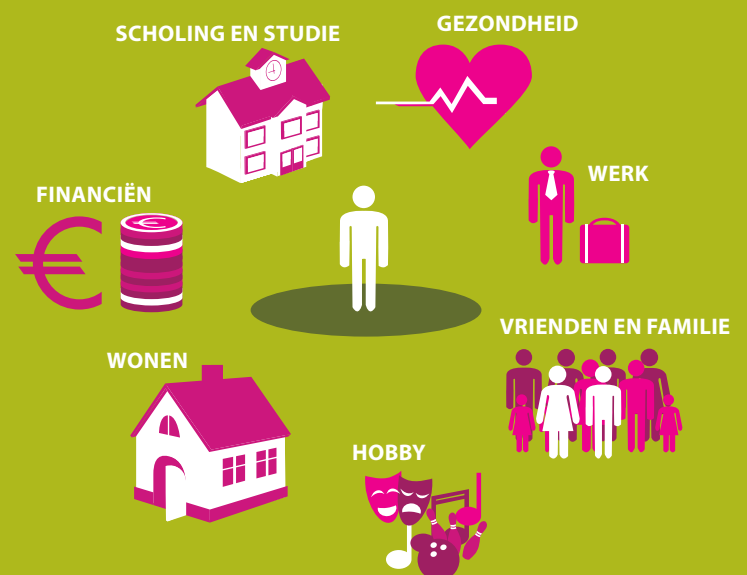 GEZONDHEID
SCHOLING EN STUDIE
WERK
FINANCIËN
VRIENDEN EN FAMILIE
WONEN
HOBBY